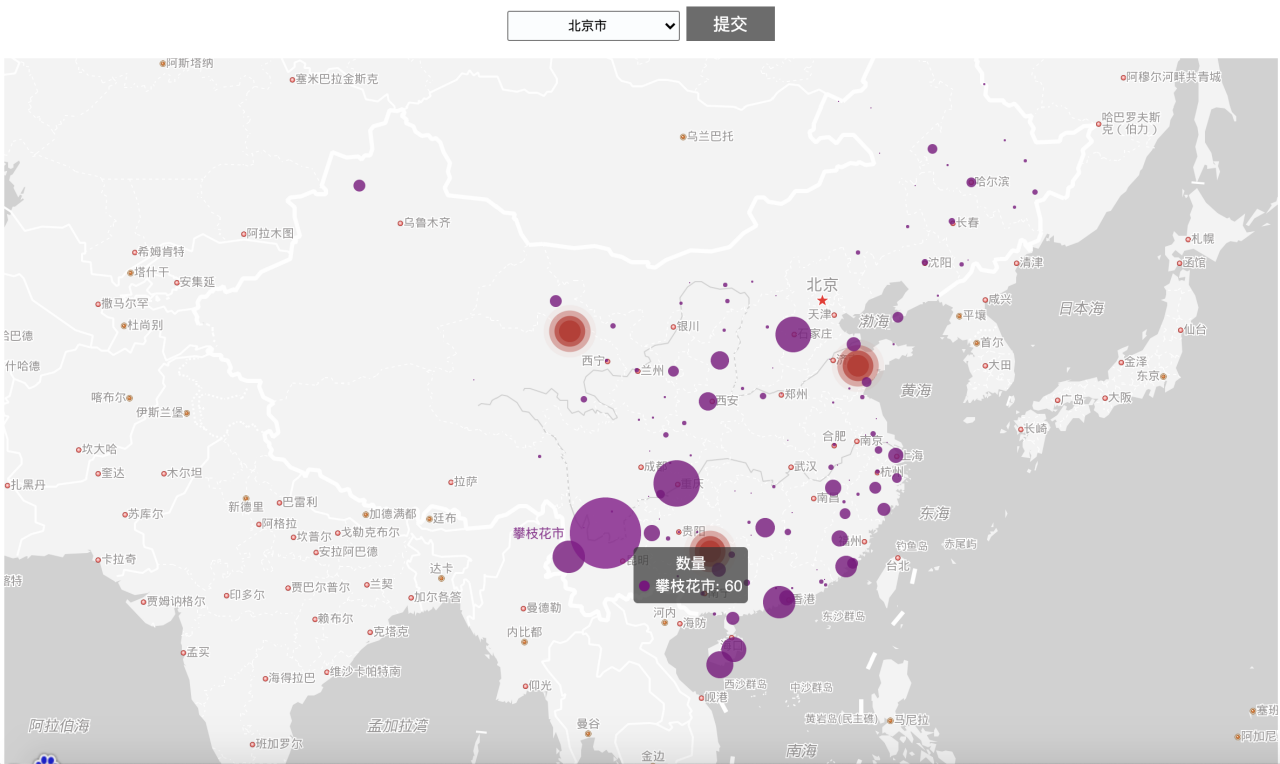 北京市
提交
阿斯塔纳
塞米巴拉金斯克
阿穆尔河畔共青城
哈巴罗夫斯
克（伯力）
乌兰巴托
哈尔滨
乌鲁木齐
长春
阿拉木图
札幌
希姆肯特
沈阳
清津
函馆
塔什干
安集延
北京
撒马尔罕
咸兴
日本海
天津
渤海
平壤
杜尚别
银川
仙台
哈巴德
石家庄
首尔
西宁
金泽
什哈德
兰州
大田
东京
黄海
喀布尔
郑州
大阪
西安
广岛
伊斯兰堡
长崎
合肥
南京
坎大哈
上海
成都
武汉
杭州
奎达
木尔坦
拉萨
重庆
扎黑丹
南昌
巴雷利
新德里
苏库尔
加德满都
廷布
东海
阿格拉
戈勒克布尔
攀枝花市
贵阳
坎普尔
福州
钓鱼岛
赤尾屿
阿拉巴巴德
卡拉奇
昆明
台北
数量
达卡
攀枝花市: 60
兰契
贾巴尔普尔
印多尔
加尔各答
香港
贾姆讷格尔
曼德勒
河内
东沙群岛
赖布尔
海防
克塔克
内比都
孟买
维沙卡帕特南
海得拉巴
仰光
西沙群岛
中沙群岛
岘港
阿拉伯海
孟加拉湾
曼谷
黄岩岛(民主礁)
马尼拉
塞班
班加罗尔
阿加尼
南海
金边